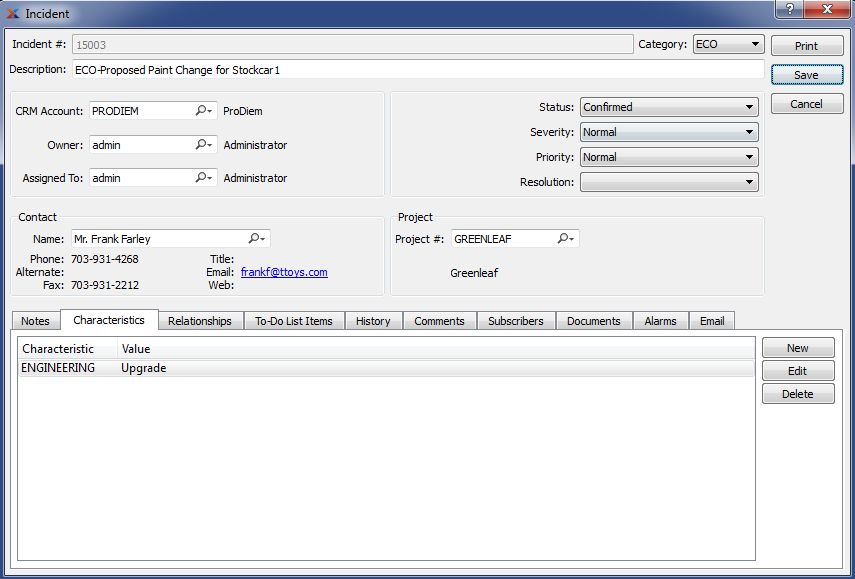 Incident
Incident #: 15003 Category: ECO Print
Description: ECO-Proposed Paint Change for Stockcar1 Save
Cancel
CRM Account: PRODIEM ProDiem
Owner: admin Administrator
Assigned To: admin Administrator
Status: Confirmed
Severity: Normal
Priority: Normal
Resolution:
Contact
Name: Mr. Frank Farley
Phone: 703-931-4268 Title:
Alternate: Email: frankf@ttoys.com
Fax: 703-931-2212 Web:
Project
Project #: GREENLEAF
Greenleaf
Notes Characteristics Relationships To-Do List Items History Comments Subscribers Documents Alarms Email
Characteristic Value
ENGINEERING Upgrade
New
Edit
Delete